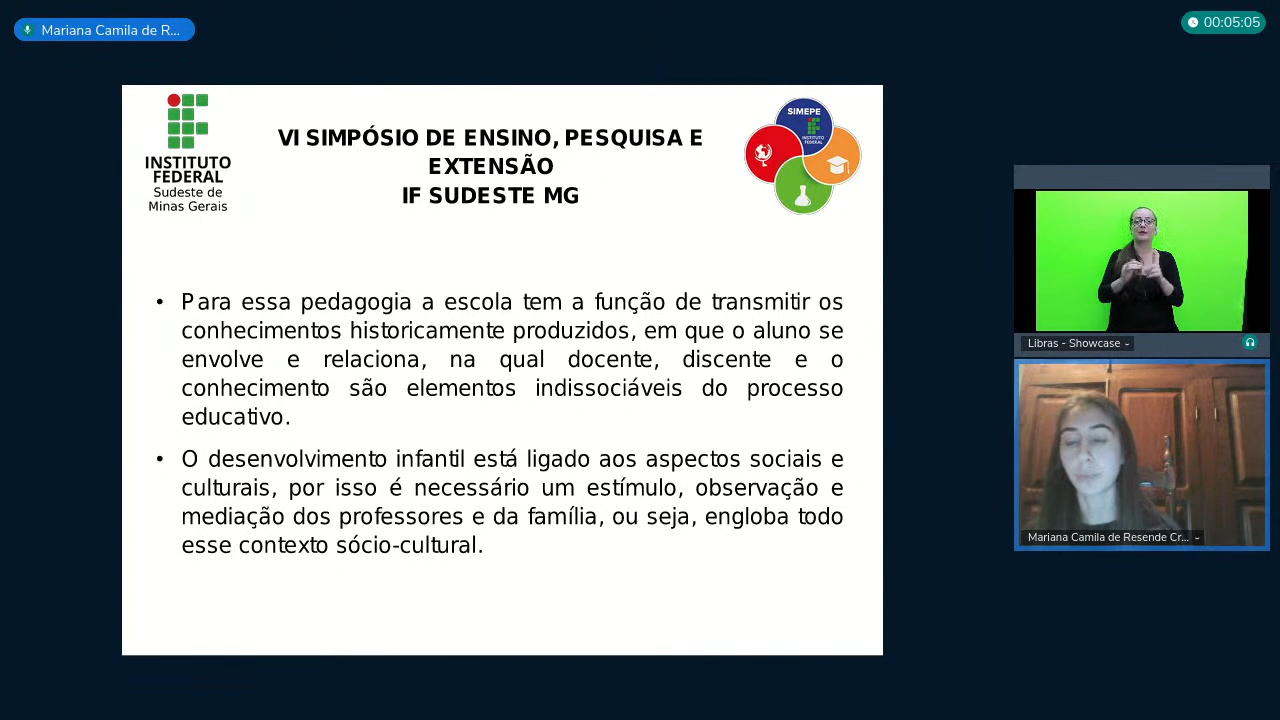 Mariana Camila de R...
00:05:05
INSTITUTO
FEDERAL
Sudeste de
Minas Gerais
VI SIMPÓSIO DE ENSINO, PESQUISA E
EXTENSÃO
IF SUDESTE MG
SIMEPE
INSTITUTO
FEDERAL
• Para essa pedagogia a escola tem a função de transmitir os
conhecimentos historicamente produzidos, em que o aluno se
envolve e relaciona, na qual docente, discente e o
conhecimento são elementos indissociáveis do processo
educativo.
• O desenvolvimento infantil está ligado aos aspectos sociais e
culturais, por isso é necessário um estímulo, observação e
mediação dos professores e da família, ou seja, engloba todo
esse contexto sócio-cultural.
Libras - Showcase
Mariana Camila de Resende Cr...